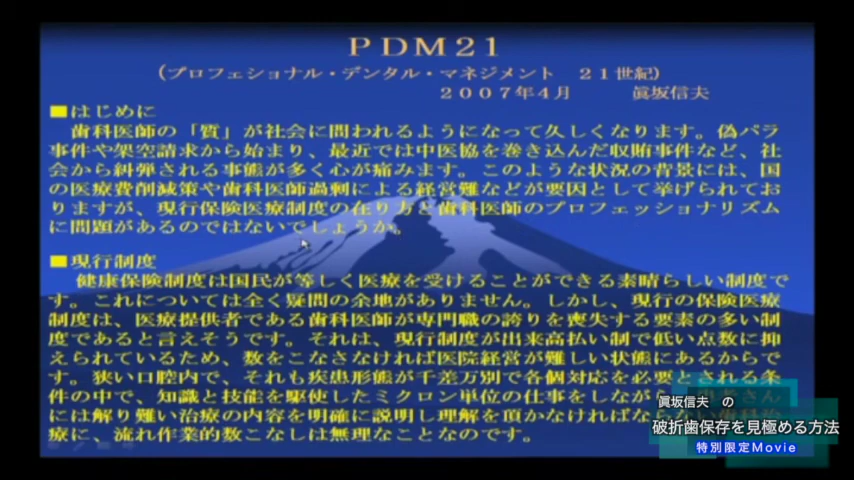 PDM21
(プロフェショナル・デンタル・マネジメント 21世紀)
2007年4月 眞坂信夫
■はじめに
歯科医師の「質」が社会に問われるようになって久しくなります。偽バラ
事件や架空請求から始まり、最近では中医協を巻き込んだ収賄事件など、社
会から糾弾される事態が多く心が痛みます。このような状況の背景には、国
の医療費削減策や歯科医師過剰による経営難などが要因として挙げられてお
りますが、現行保険医療制度の在り方と歯科医師のプロフェッショナリズム
に問題があるのではないでしょうか。
■現行制度
健康保険制度は国民が等しく医療を受けることができる素晴らしい制度で
す。これについては全く疑問の余地がありません。しかし、現行の保険医療
制度は、医療提供者である歯科医師が専門職の誇りを喪失する要素の多い制
度であると言えそうです。それは、現行制度が出来高払い制で低い点数に抑
えられているため、数をこなさなければ医院経営が難しい状態にあるからで
す。狭い口腔内で、それも疾患形態が千差万別で各個対応を必要とされる条
件の中で、知識と技能を駆使したミクロン単位の仕事をしながら、患者さん
には解り難い治療の内容を明確に説明し理解を頂かなければならない歯科治
療に、流れ作業的数こなしは無理なことなのです。
眞坂信夫 の
破折歯保存を見極める方法
特別限定Movie